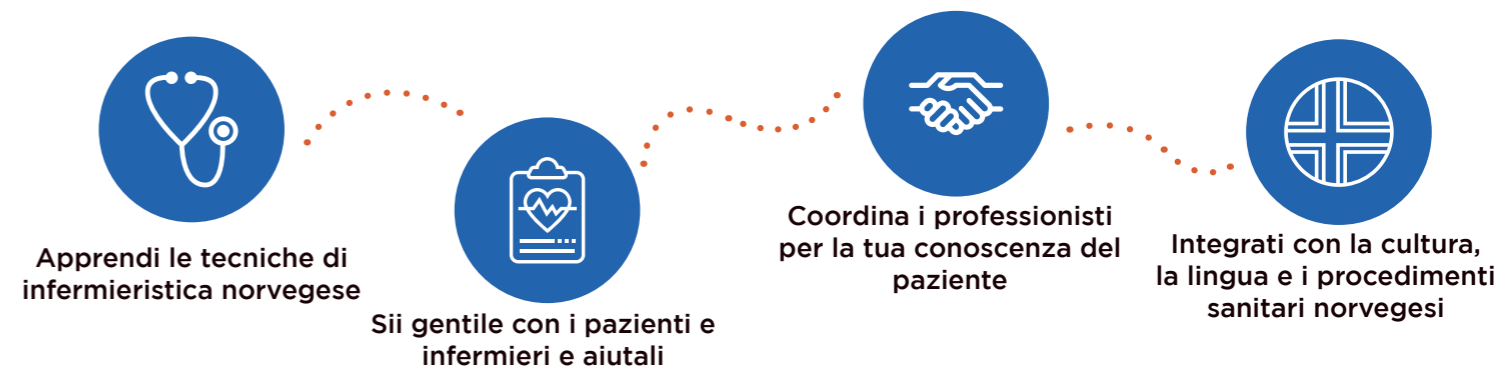 Apprendi le tecniche di
infermieristica norvegese
Sii gentile con i pazienti e
infermieri e aiutali
Coordina i professionisti
per la tua conoscenza del
paziente
Integrati con la cultura,
la lingua e i procedimenti
sanitari norvegesi